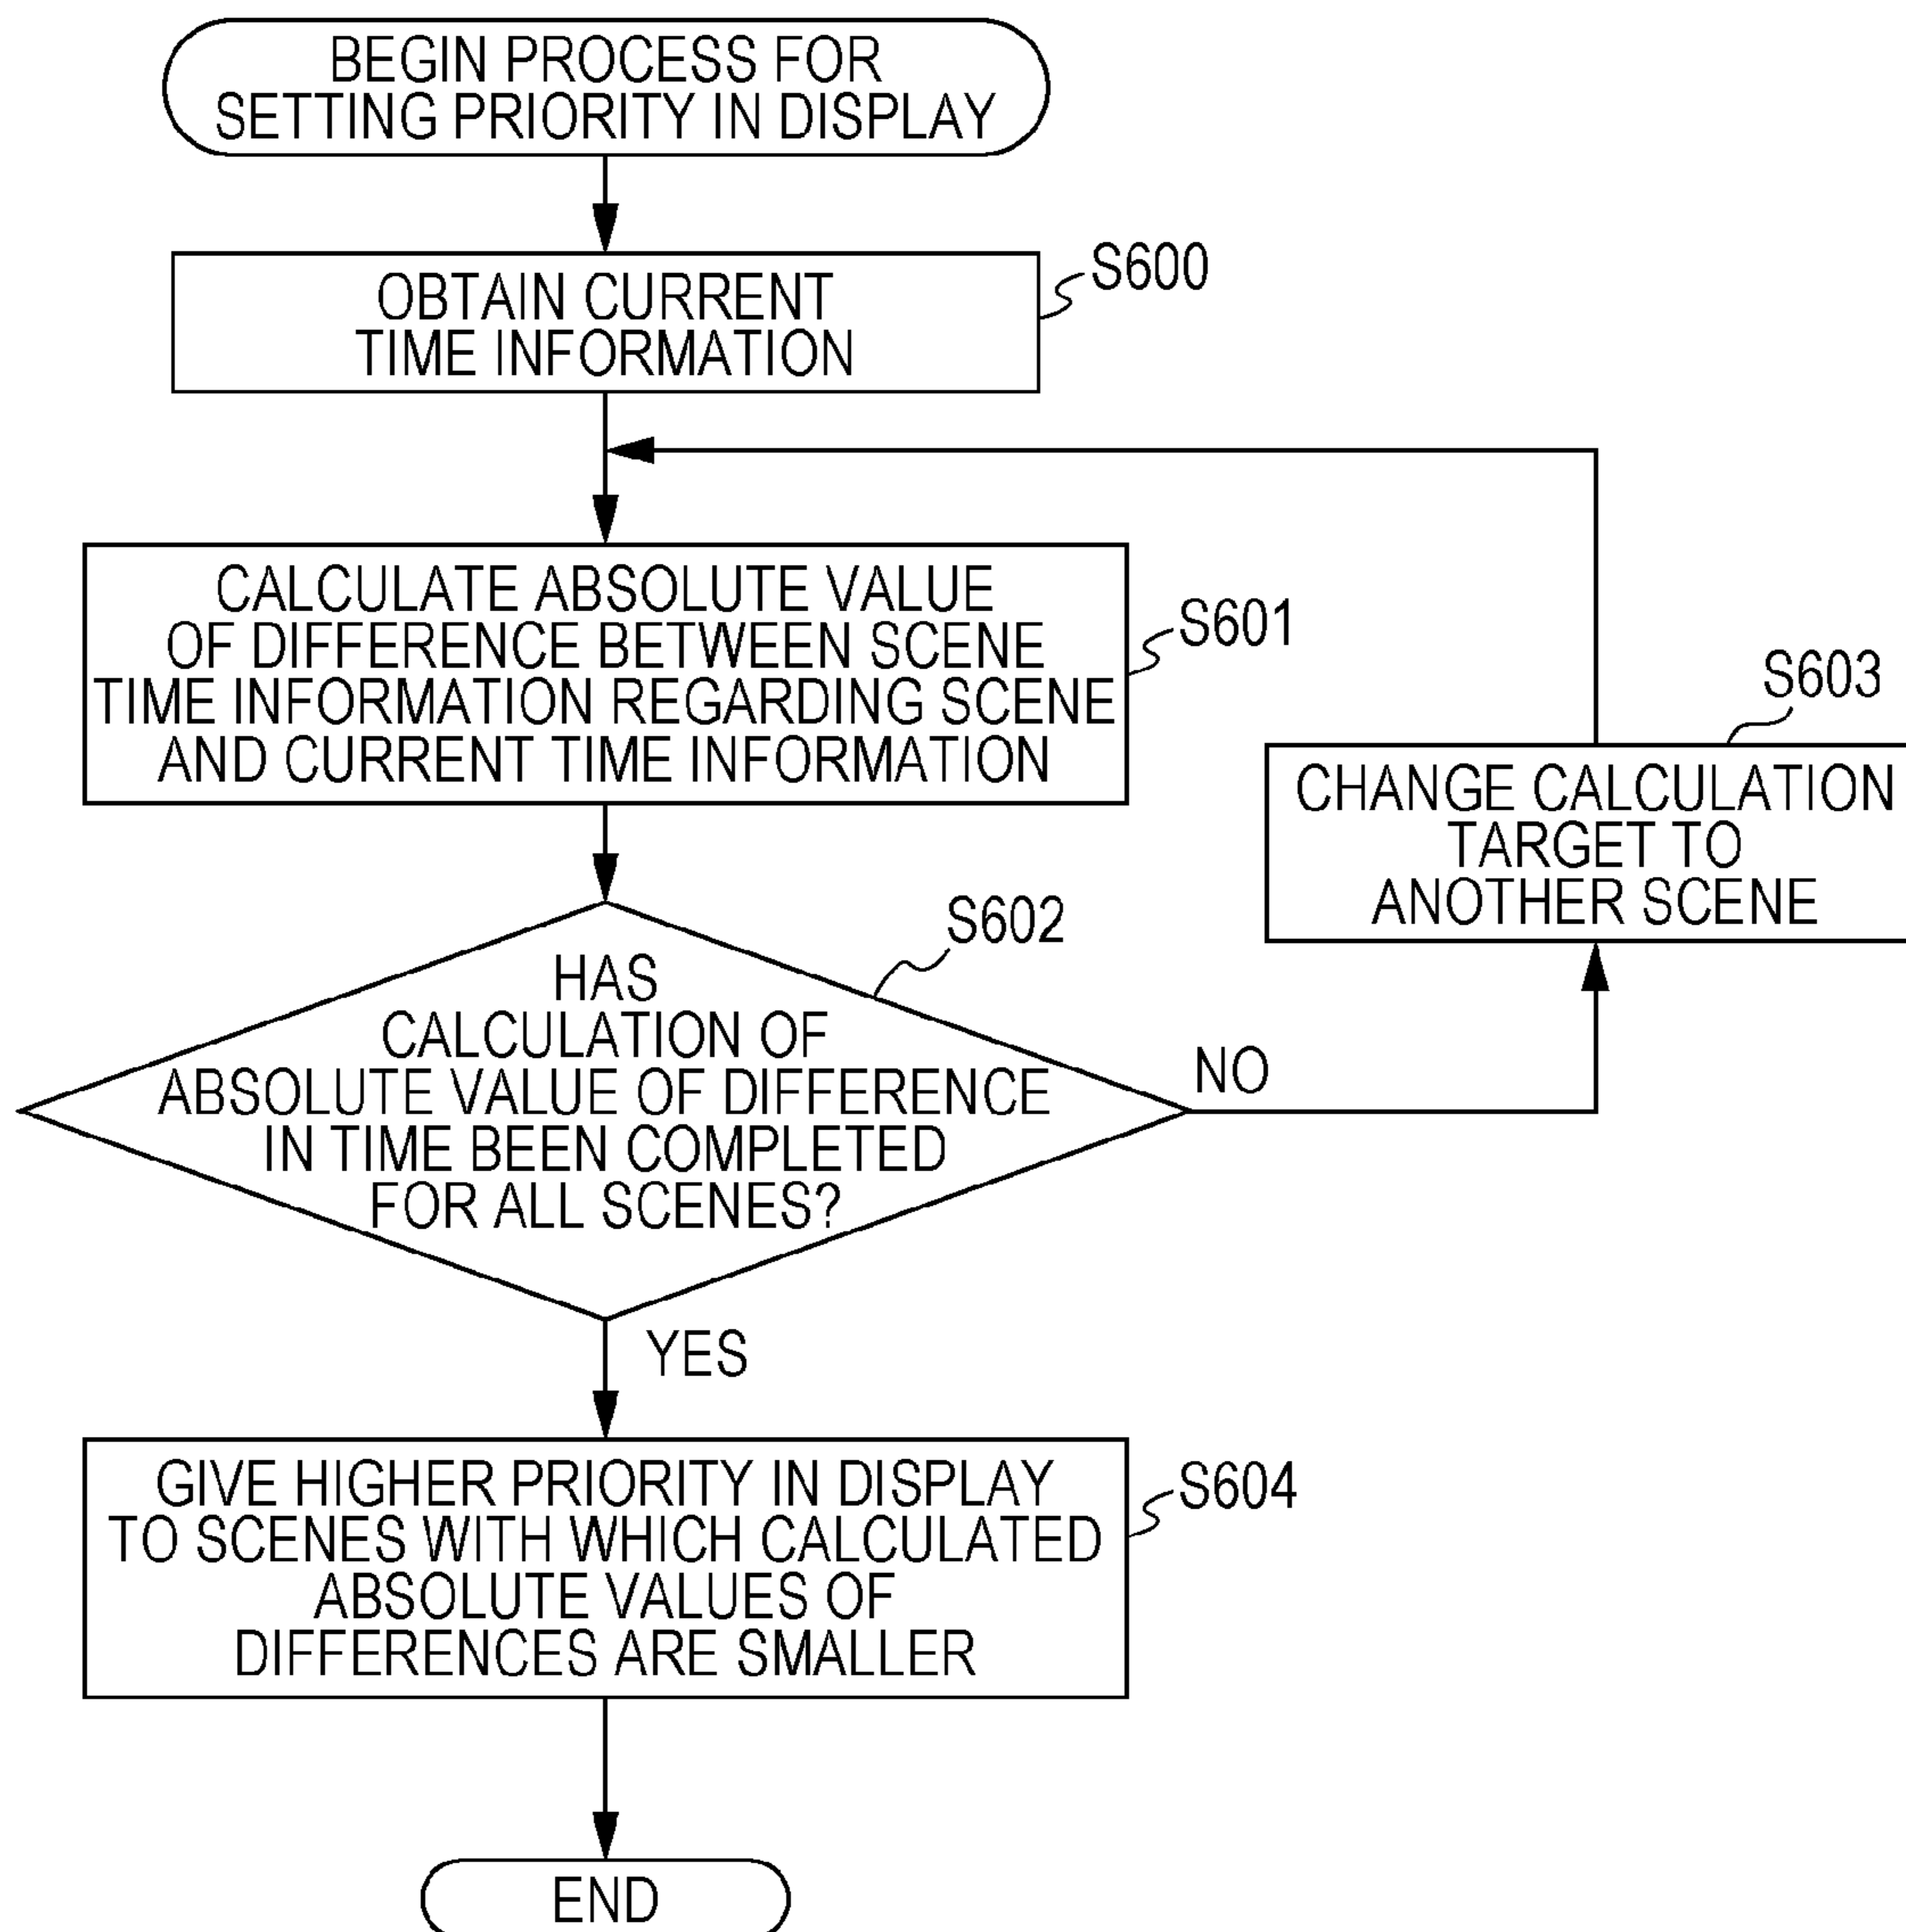 BEGIN PROCESS FOR
SETTING PRIORITY IN DISPLAY
S600
OBTAIN CURRENT
TIME INFORMATION
S601
CALCULATE ABSOLUTE VALUE
OF DIFFERENCE BETWEEN SCENE
TIME INFORMATION REGARDING SCENE
AND CURRENT TIME INFORMATION
S603
CHANGE CALCULATION
TARGET TO
ANOTHER SCENE
S602
HAS
CALCULATION OF
ABSOLUTE VALUE OF DIFFERENCE
IN TIME BEEN COMPLETED
FOR ALL SCENES?
NO
YES
S604
GIVE HIGHER PRIORITY IN DISPLAY
TO SCENES WITH WHICH CALCULATED
ABSOLUTE VALUES OF
DIFFERENCES ARE SMALLER
END